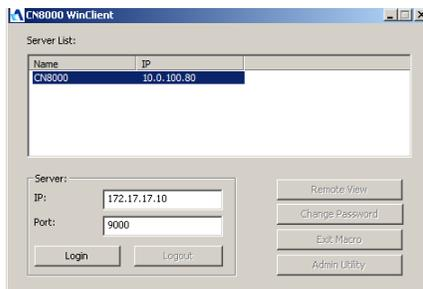 CN8000 WinClient
Server List:
Name IP
CN8000 10.0.100.80
Server:
IP: 172.17.17.10
Port: 9000
Login Logout
Remote View
Change Password
Exit Macro
Admin Utility